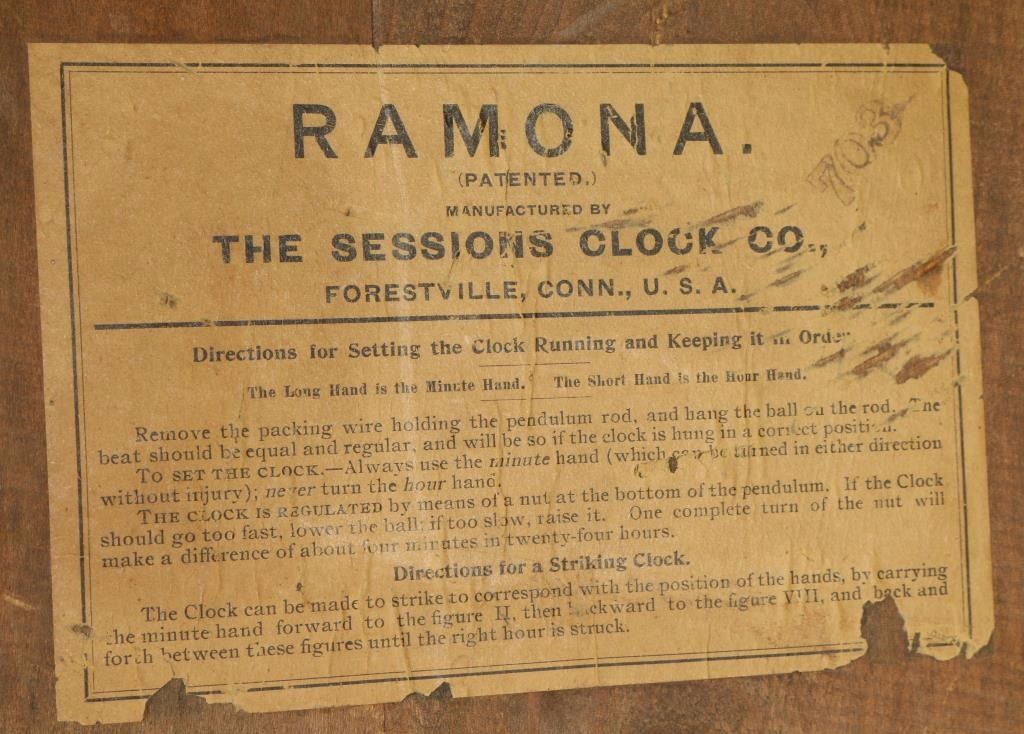 RAMONA.
(PATENTED.)
MANUFACTURED BY
THE SESSIONS CLOCK CO.,
FORESTVILLE, CONN., U. S. A.
703
Directions for Setting the Clock Running and Keeping it in Order.
The Long Hand is the Minute Hand. The Short Hand is the Hour Hand.
Remove the packing wire holding the pendulum rod, and hang the ball on the rod. The
beat should be equal and regular, and will be so if the clock is hung in a correct position.
TO SET THE CLOCK.—Always use the minute hand (which can be turned in either direction
without injury); never turn the hour hand.
THE CLOCK IS REGULATED by means of a nut at the bottom of the pendulum. If the Clock
should go too fast, lower the ball; if too slow, raise it. One complete turn of the nut will
make a difference of about four minutes in twenty-four hours.
Directions for a Striking Clock.
The Clock can be made to strike to correspond with the position of the hands, by carrying
the minute hand forward to the figure II, then backward to the figure VIII, and back and
forth between these figures until the right hour is struck.